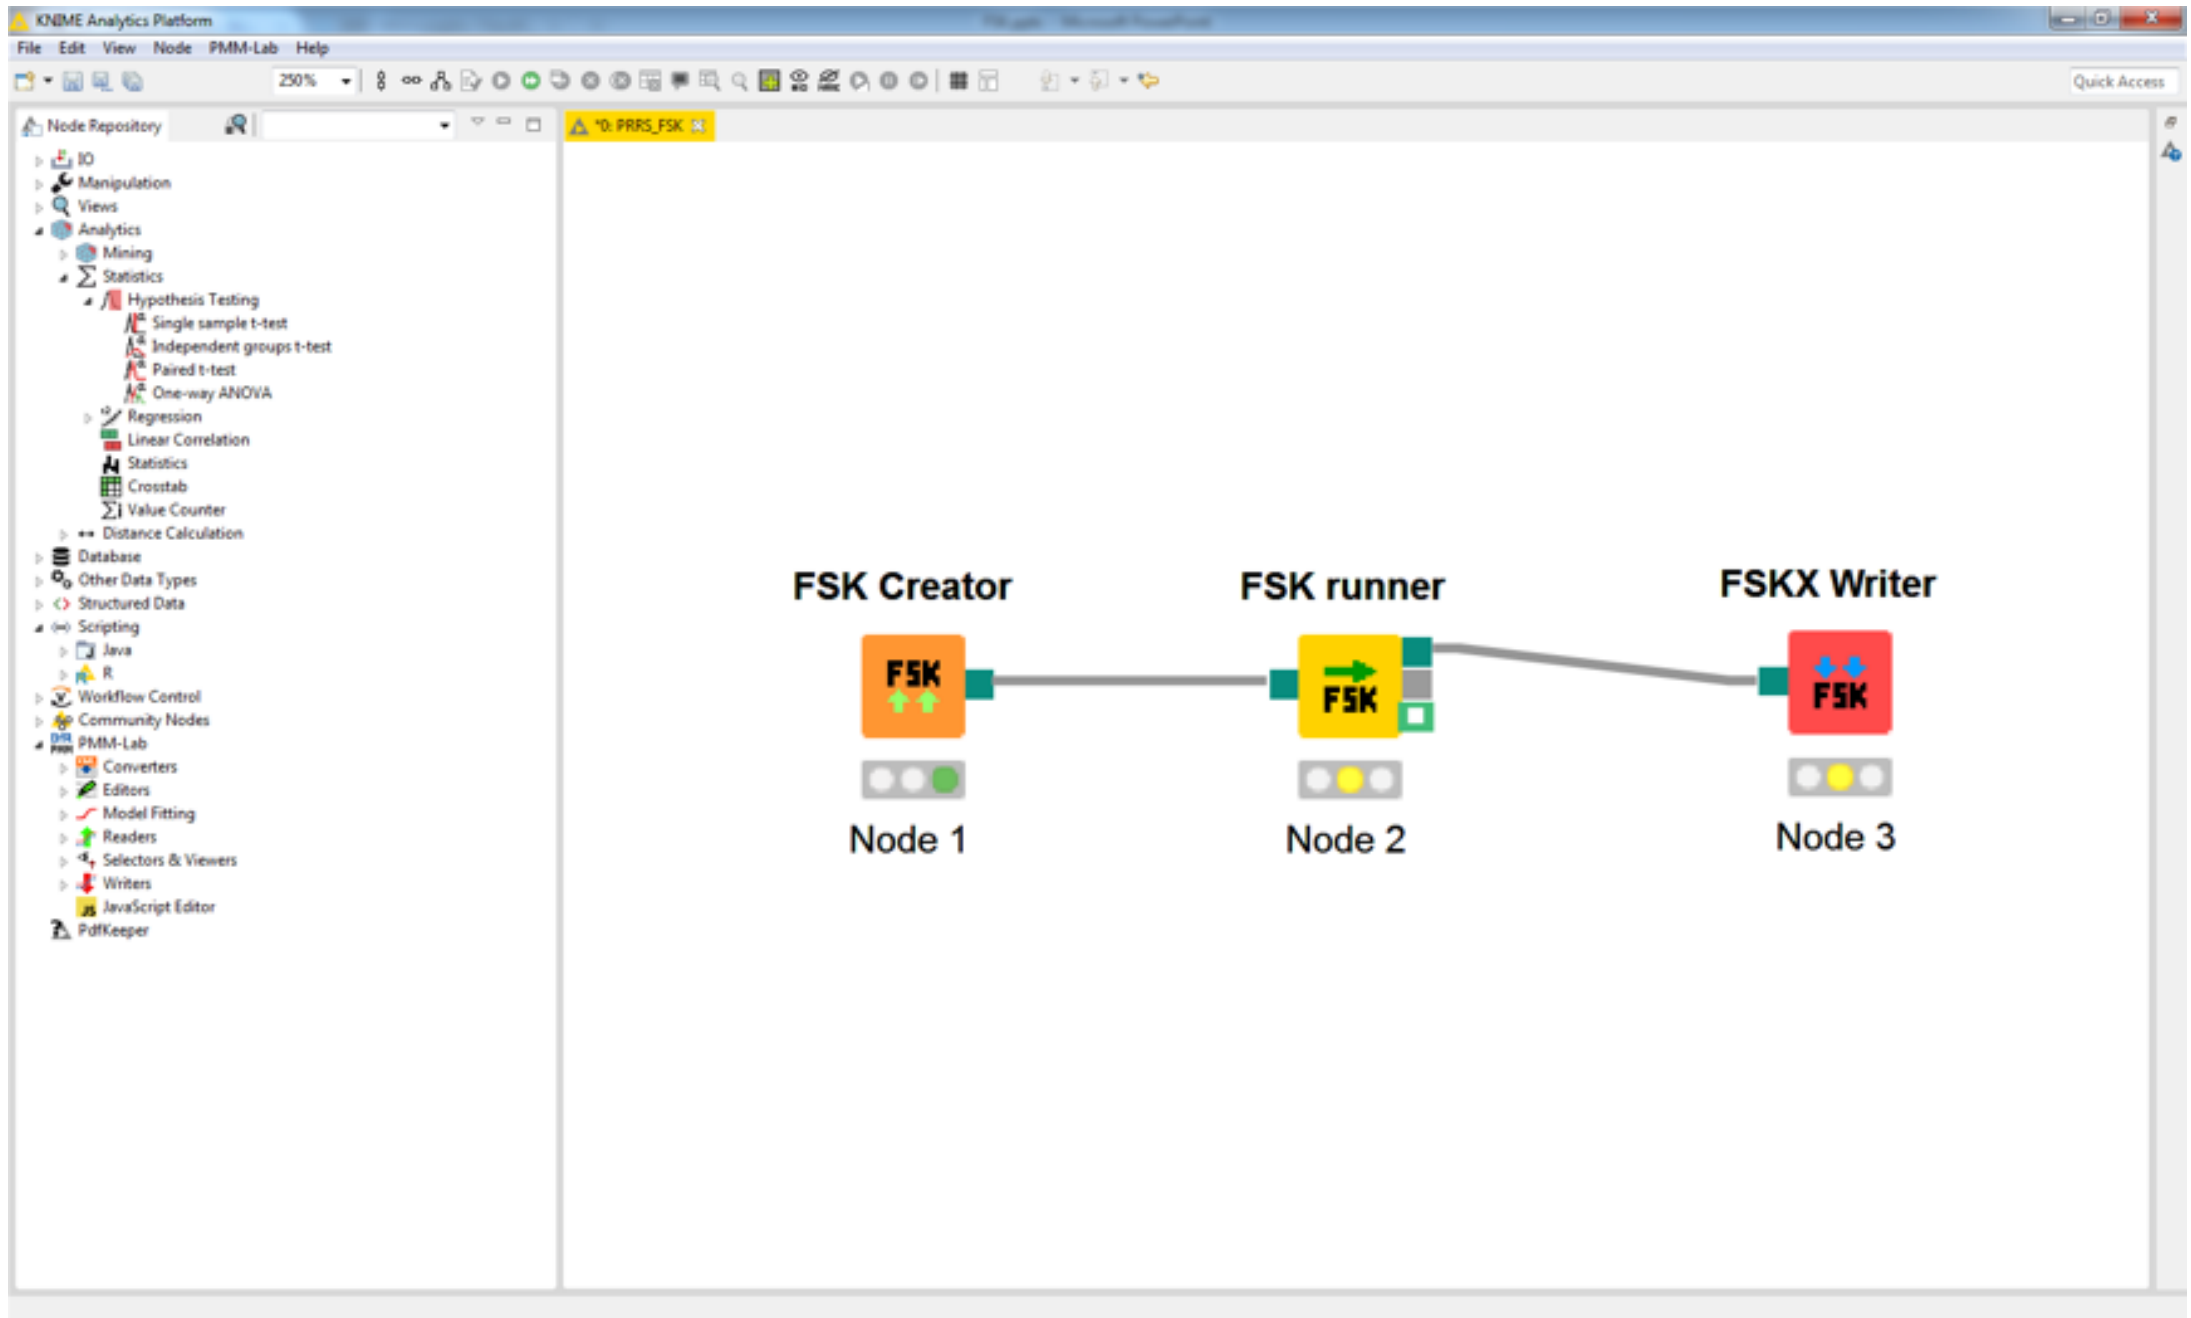 KNIME Analytics Platform
File Edit View Node PMM-Lab Help
250%
Quick Access
Node Repository
*0: PRRS_FSK
IO
Manipulation
Views
Analytics
Mining
Statistics
Hypothesis Testing
Single sample t-test
Independent groups t-test
Paired t-test
One-way ANOVA
Regression
Linear Correlation
Statistics
Crosstab
Value Counter
Distance Calculation
Database
Other Data Types
Structured Data
Scripting
Java
R
Workflow Control
Community Nodes
PMM-Lab
Converters
Editors
Model Fitting
Readers
Selectors & Viewers
Writers
JavaScript Editor
PdfKeeper
FSK Creator FSK runner FSKX Writer
FSK FSK FSK
Node 1 Node 2 Node 3